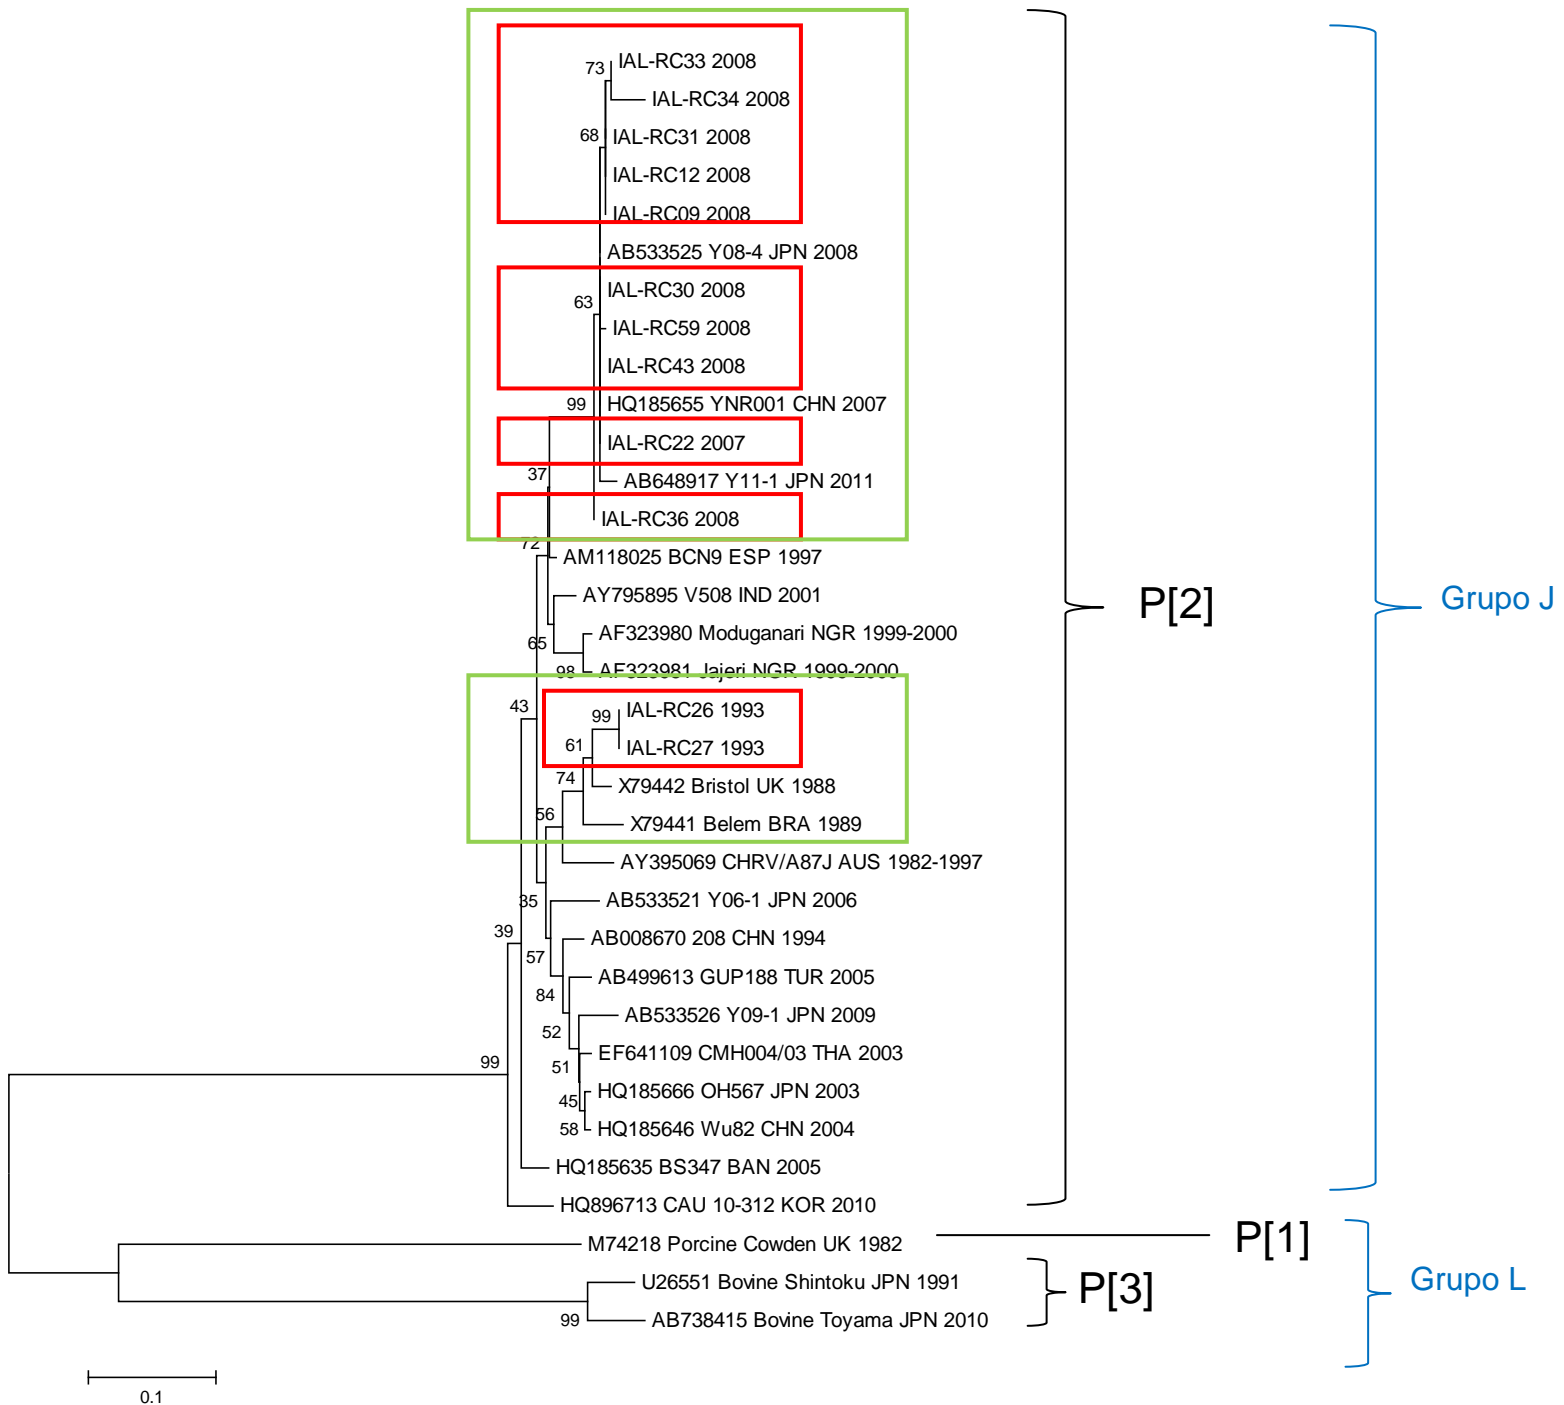 73
IAL-RC33 2008
IAL-RC34 2008
68
IAL-RC31 2008
IAL-RC12 2008
IAL-RC09 2008
AB533525 Y08-4 JPN 2008
IAL-RC30 2008
63
IAL-RC59 2008
IAL-RC43 2008
99
HQ185655 YNR001 CHN 2007
IAL-RC22 2007
37
AB648917 Y11-1 JPN 2011
IAL-RC36 2008
72
AM118025 BCN9 ESP 1997
AY795895 V508 IND 2001
P[2]
Grupo J
65
AF323980 Moduganari NGR 1999-2000
98
AF323981 Jajeri NGR 1999-2000
43
99
IAL-RC26 1993
61
IAL-RC27 1993
74
X79442 Bristol UK 1988
56
X79441 Belem BRA 1989
AY395069 CHRV/A87J AUS 1982-1997
35
AB533521 Y06-1 JPN 2006
39
AB008670 208 CHN 1994
57
AB499613 GUP188 TUR 2005
84
AB533526 Y09-1 JPN 2009
52
EF641109 CMH004/03 THA 2003
99
51
HQ185666 OH567 JPN 2003
45
58
HQ185646 Wu82 CHN 2004
HQ185635 BS347 BAN 2005
HQ896713 CAU 10-312 KOR 2010
M74218 Porcine Cowden UK 1982
P[1]
U26551 Bovine Shintoku JPN 1991
P[3]
Grupo L
99
AB738415 Bovine Toyama JPN 2010
0.1